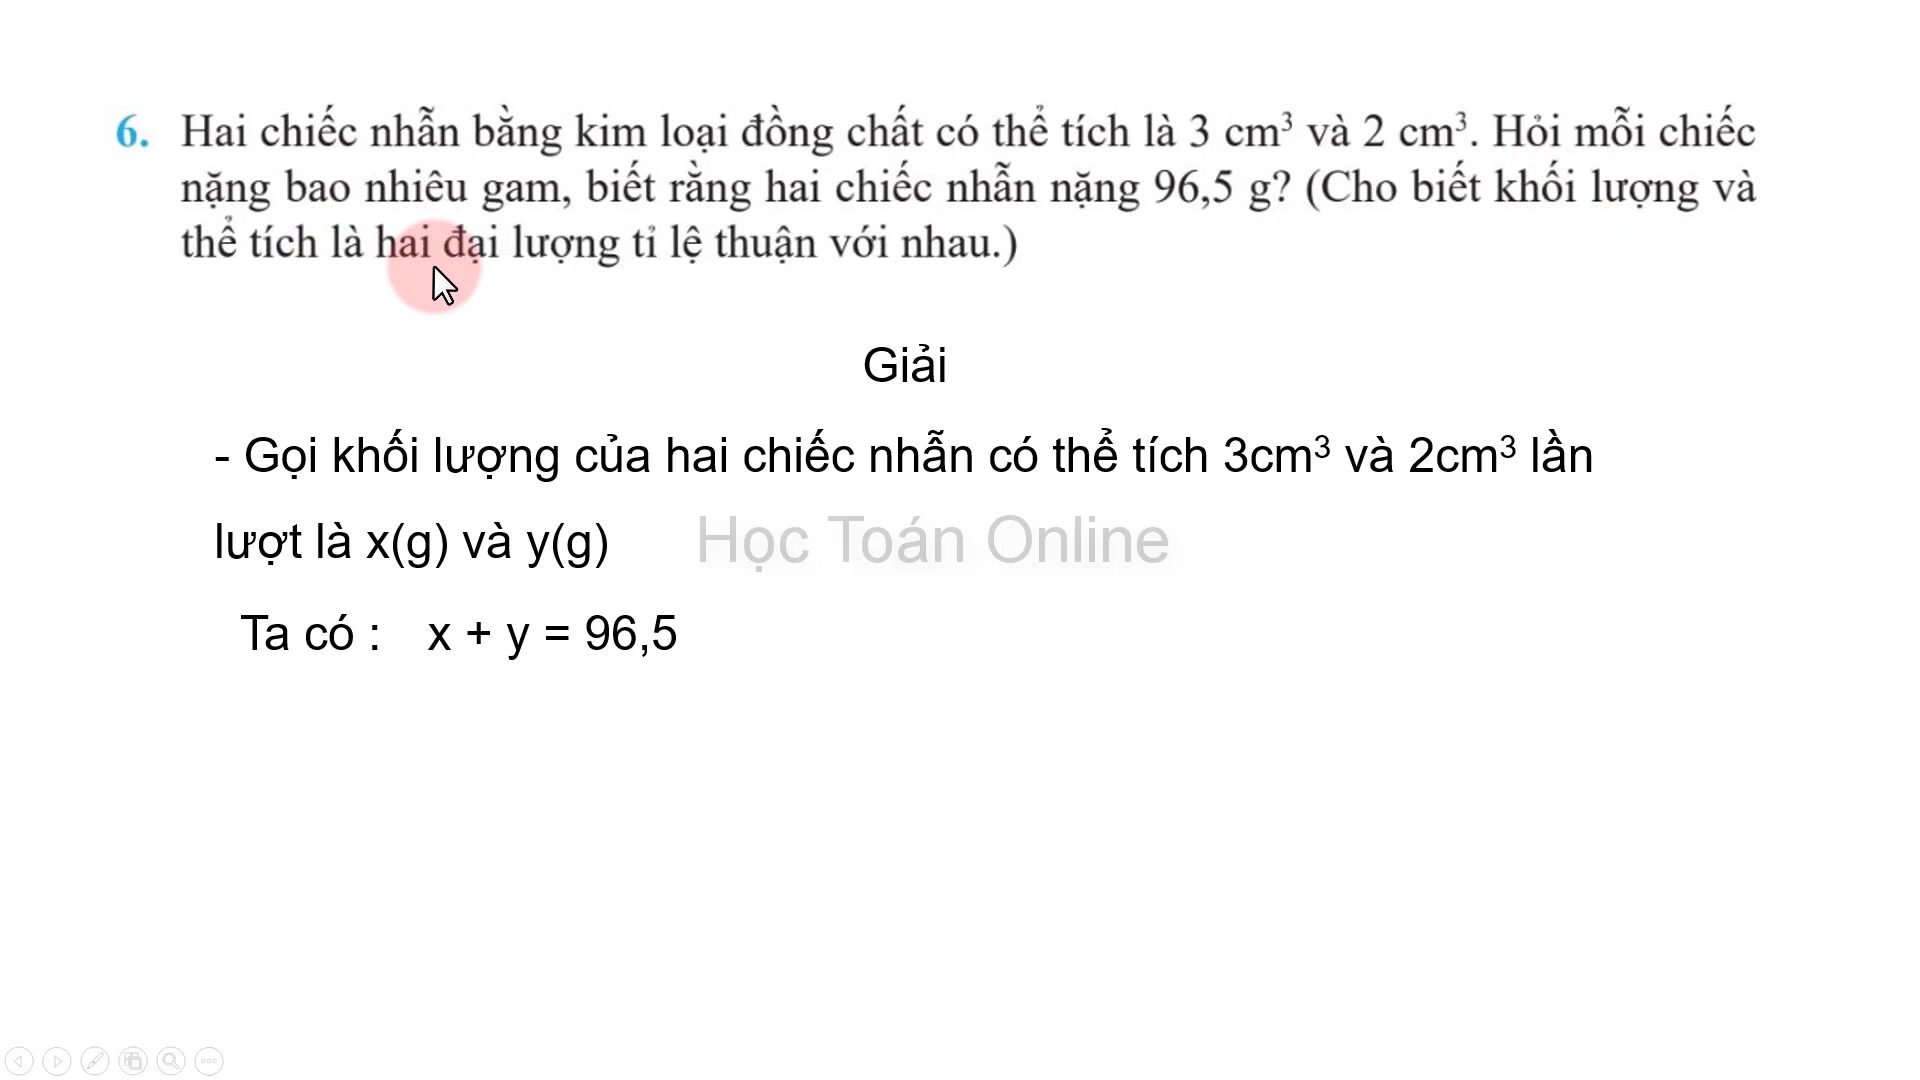 6. Hai chiếc nhẫn bằng kim loại đồng chất có thể tích là 3 cm³ và 2 cm³. Hỏi mỗi chiếc
nặng bao nhiêu gam, biết rằng hai chiếc nhẫn nặng 96,5 g? (Cho biết khối lượng và
thể tích là hai đại lượng tỉ lệ thuận với nhau.)
Giải
- Gọi khối lượng của hai chiếc nhẫn có thể tích 3cm³ và 2cm³ lần
lượt là x(g) và y(g)
Học Toán Online
Ta có : x + y = 96,5